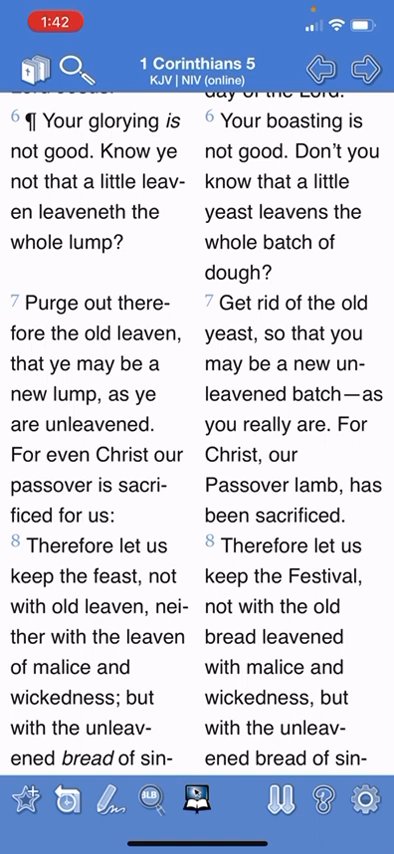 1:42
1 Corinthians 5
KJV | NIV (online)
day of the Lord.
6 ¶ Your glorying is
not good. Know ye
not that a little leav-
en leaveneth the
whole lump?
7 Purge out there-
fore the old leaven,
that ye may be a
new lump, as ye
are unleavened.
For even Christ our
passover is sacri-
ficed for us:
8 Therefore let us
keep the feast, not
with old leaven, nei-
ther with the leaven
of malice and
wickedness; but
with the unleav-
ened bread of sin-
6 Your boasting is
not good. Don’t you
know that a little
yeast leavens the
whole batch of
dough?
7 Get rid of the old
yeast, so that you
may be a new un-
leavened batch—as
you really are. For
Christ, our
Passover lamb, has
been sacrificed.
8 Therefore let us
keep the Festival,
not with the old
bread leavened
with malice and
wickedness, but
with the unleav-
ened bread of sin-
SLB